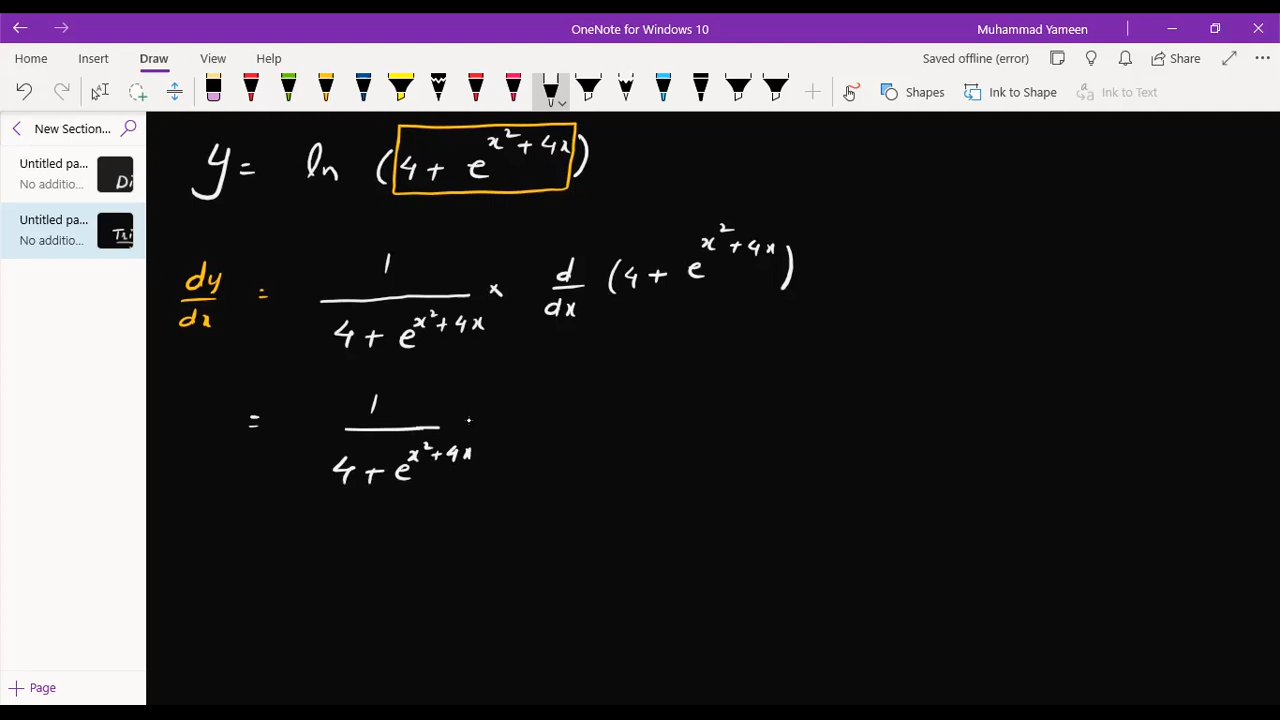 OneNote for Windows 10
Muhammad Yameen
Home Insert Draw View Help
Saved offline (error)
Share
Shapes
Ink to Shape
Ink to Text
New Section...
Untitled pa...
No additio...
Di
Untitled pa...
No additio...
Tri
Page
y = ln (4 + e^{x²+4x})
dy/dx = 1/(4 + e^{x²+4x}) × d/dx (4 + e^{x²+4x})
= 1/(4 + e^{x²+4x})